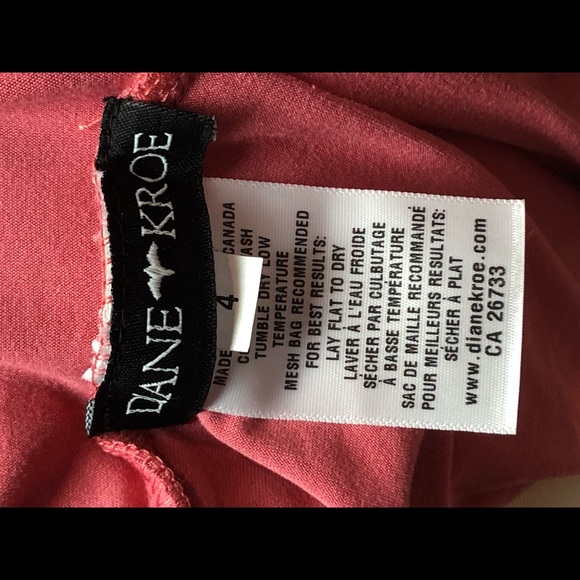 DIANE KROE
4
MADE CANADA
TUMBLE DRY LOW
TEMPERATURE
MESH BAG RECOMMENDED
FOR BEST RESULTS:
LAY FLAT TO DRY
LAVER À L'EAU FROIDE
SÉCHER PAR CULBUTAGE
À BASSE TEMPÉRATURE
SAC DE MAILLE RECOMMANDÉ
POUR MEILLEURS RESULTATS:
SÉCHER À PLAT
www.dianekroe.com
CA 26733